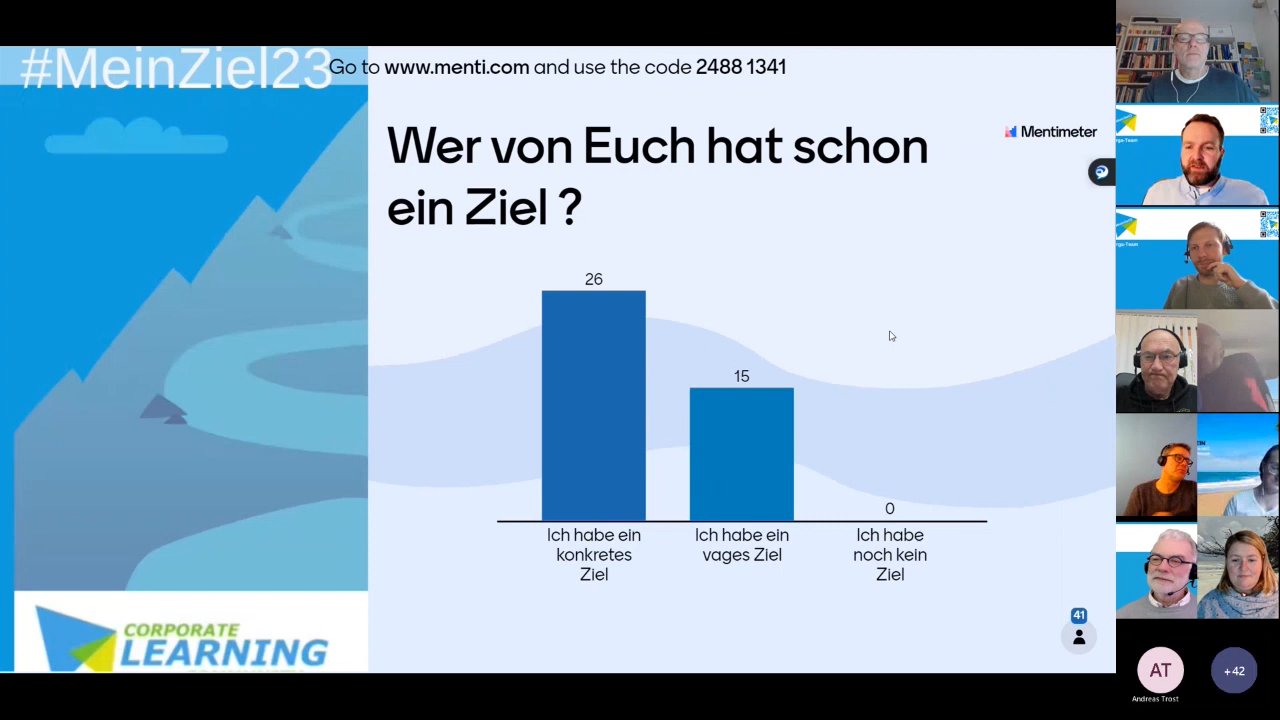 #MeinZiel23
Go to www.menti.com and use the code 2488 1341
Mentimeter
Wer von Euch hat schon
ein Ziel ?
26
15
0
Ich habe ein
konkretes
Ziel
Ich habe ein
vages Ziel
Ich habe
noch kein
Ziel
41
CORPORATE
LEARNING
AT
Andreas Trost
+42